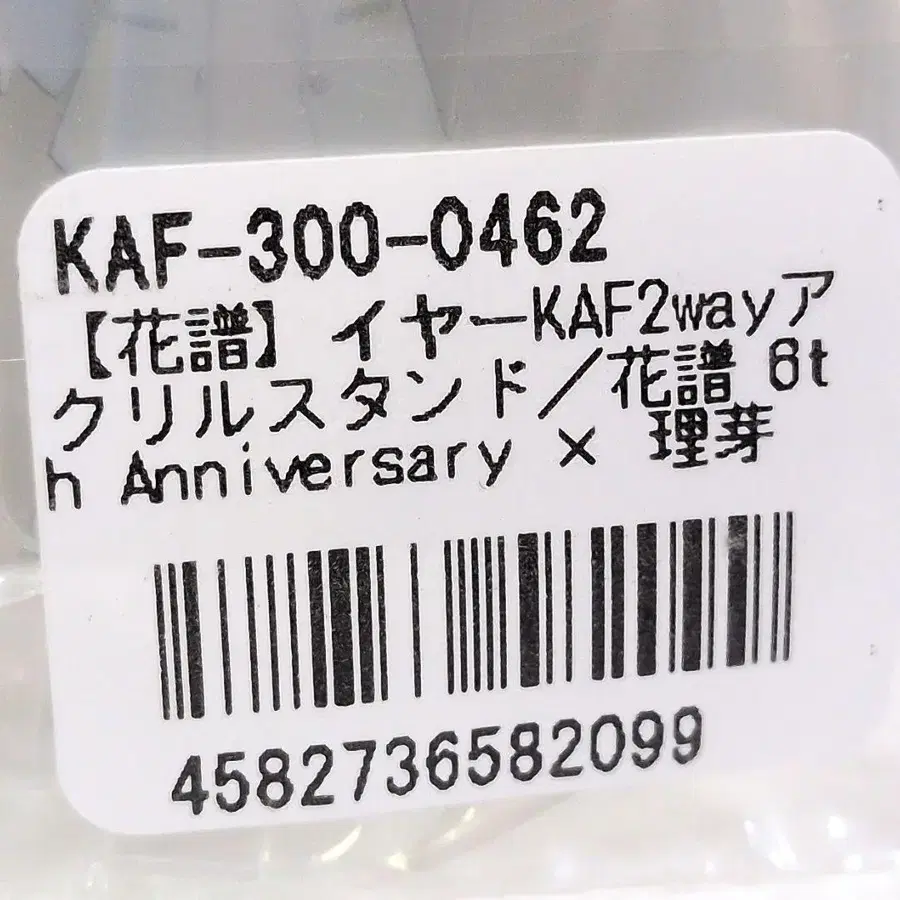 KAF-300-0462
【花譜】イヤーKAF2wayア
クリルスタンド／花譜 6t
h Anniversary × 理芽
4582736582099